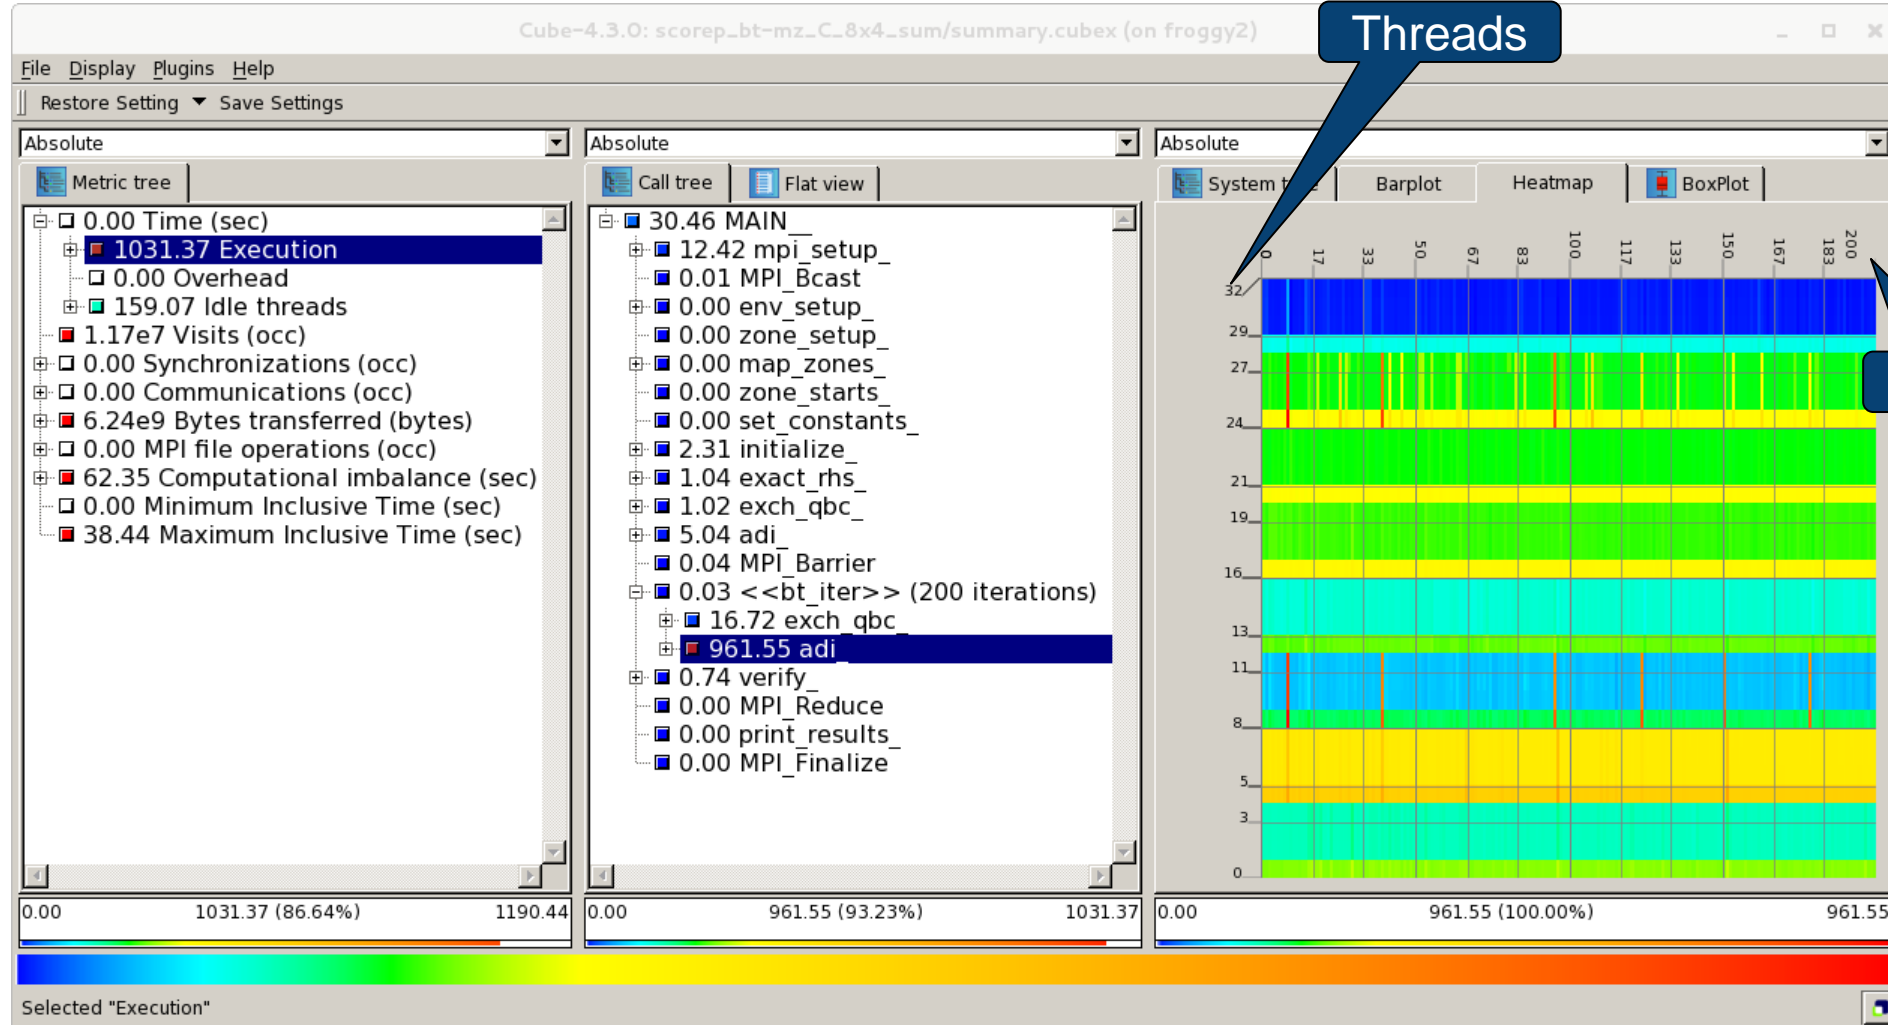 Cube-4.3.0: scorep_bt-mz_C_8x4_sum/summary.cubex (on froggy2)
Threads
File Display Plugins Help
Restore Setting Save Settings
Absolute
Metric tree
0.00 Time (sec)
1031.37 Execution
0.00 Overhead
159.07 Idle threads
1.17e7 Visits (occ)
0.00 Synchronizations (occ)
0.00 Communications (occ)
6.24e9 Bytes transferred (bytes)
0.00 MPI file operations (occ)
62.35 Computational imbalance (sec)
0.00 Minimum Inclusive Time (sec)
38.44 Maximum Inclusive Time (sec)
0.00 1031.37 (86.64%) 1190.44
Absolute
Call tree Flat view
30.46 MAIN__
12.42 mpi_setup_
0.01 MPI_Bcast
0.00 env_setup_
0.00 zone_setup_
0.00 map_zones_
0.00 zone_starts_
0.00 set_constants_
2.31 initialize_
1.04 exact_rhs_
1.02 exch_qbc_
5.04 adi_
0.04 MPI_Barrier
0.03 <<bt_iter>> (200 iterations)
16.72 exch_qbc_
961.55 adi_
0.74 verify_
0.00 MPI_Reduce
0.00 print_results_
0.00 MPI_Finalize
0.00 961.55 (93.23%) 1031.37
Absolute
System Barplot Heatmap BoxPlot
0 17 33 50 67 83 100 117 133 150 167 183 200
32
29
27
24
21
19
16
13
11
8
5
3
0
0.00 961.55 (100.00%) 961.55
Selected "Execution"